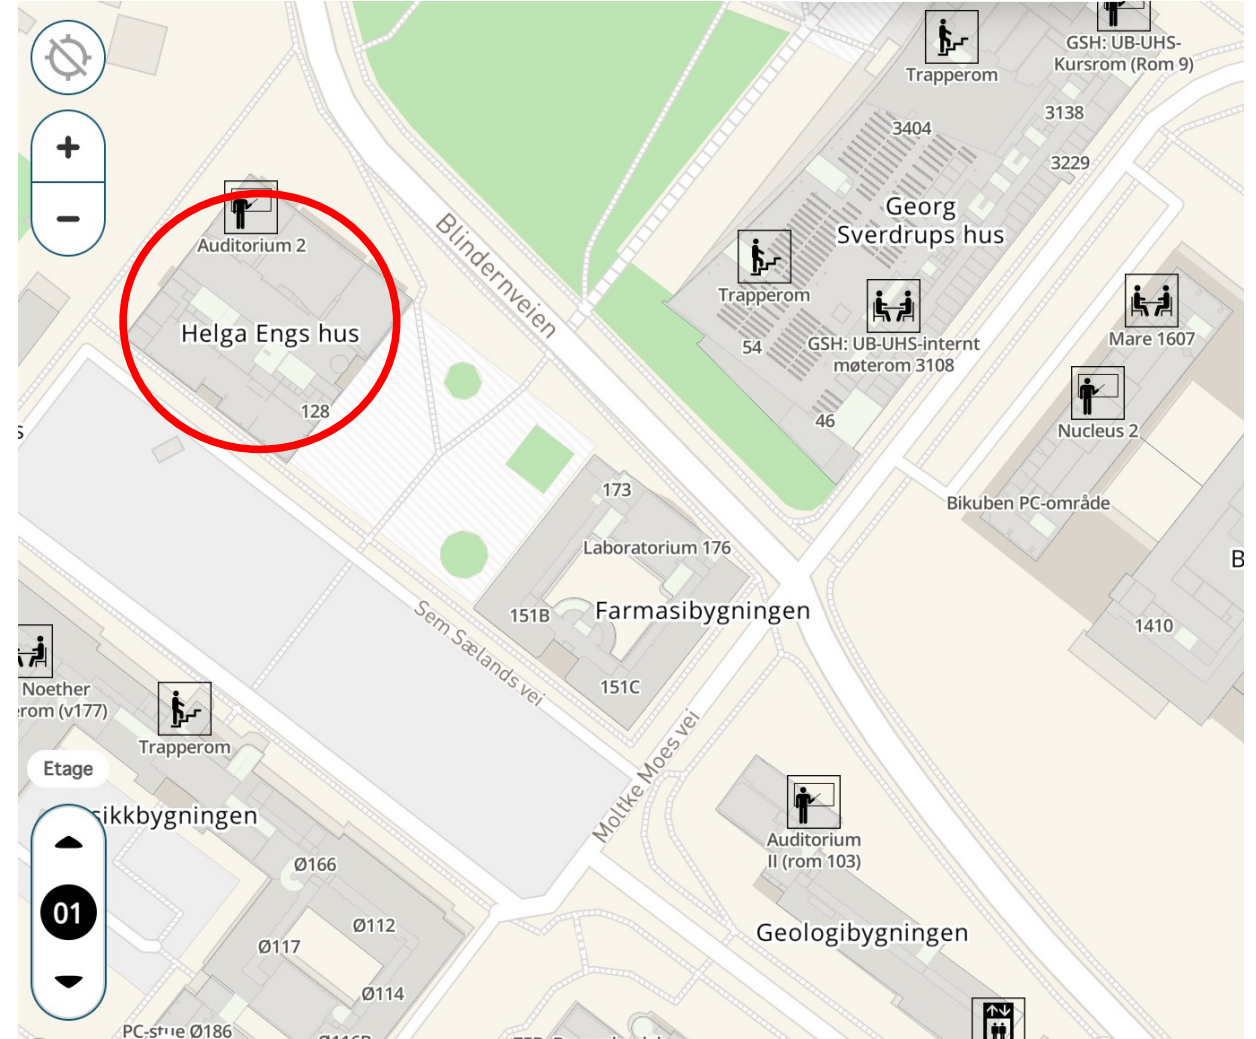 GSH: UB-UHS-
Kursrom (Rom 9)
Trapperom
3138
3404
3229
Georg
Sverdrups hus
Auditorium 2
Blindernveien
Trapperom
Helga Engs hus
54
GSH: UB-UHS-internt
møterom 3108
Mare 1607
128
46
Nucleus 2
173
Bikuben PC-område
Laboratorium 176
B
151B
Farmasibygningen
Sem Sælands vei
1410
151C
Noether
rom (v177)
Trapperom
Moltke Moes vei
Etage
sikkbygningen
Auditorium
II (rom 103)
Ø166
01
Ø112
Ø117
Geologibygningen
Ø114
PC-stue Ø186